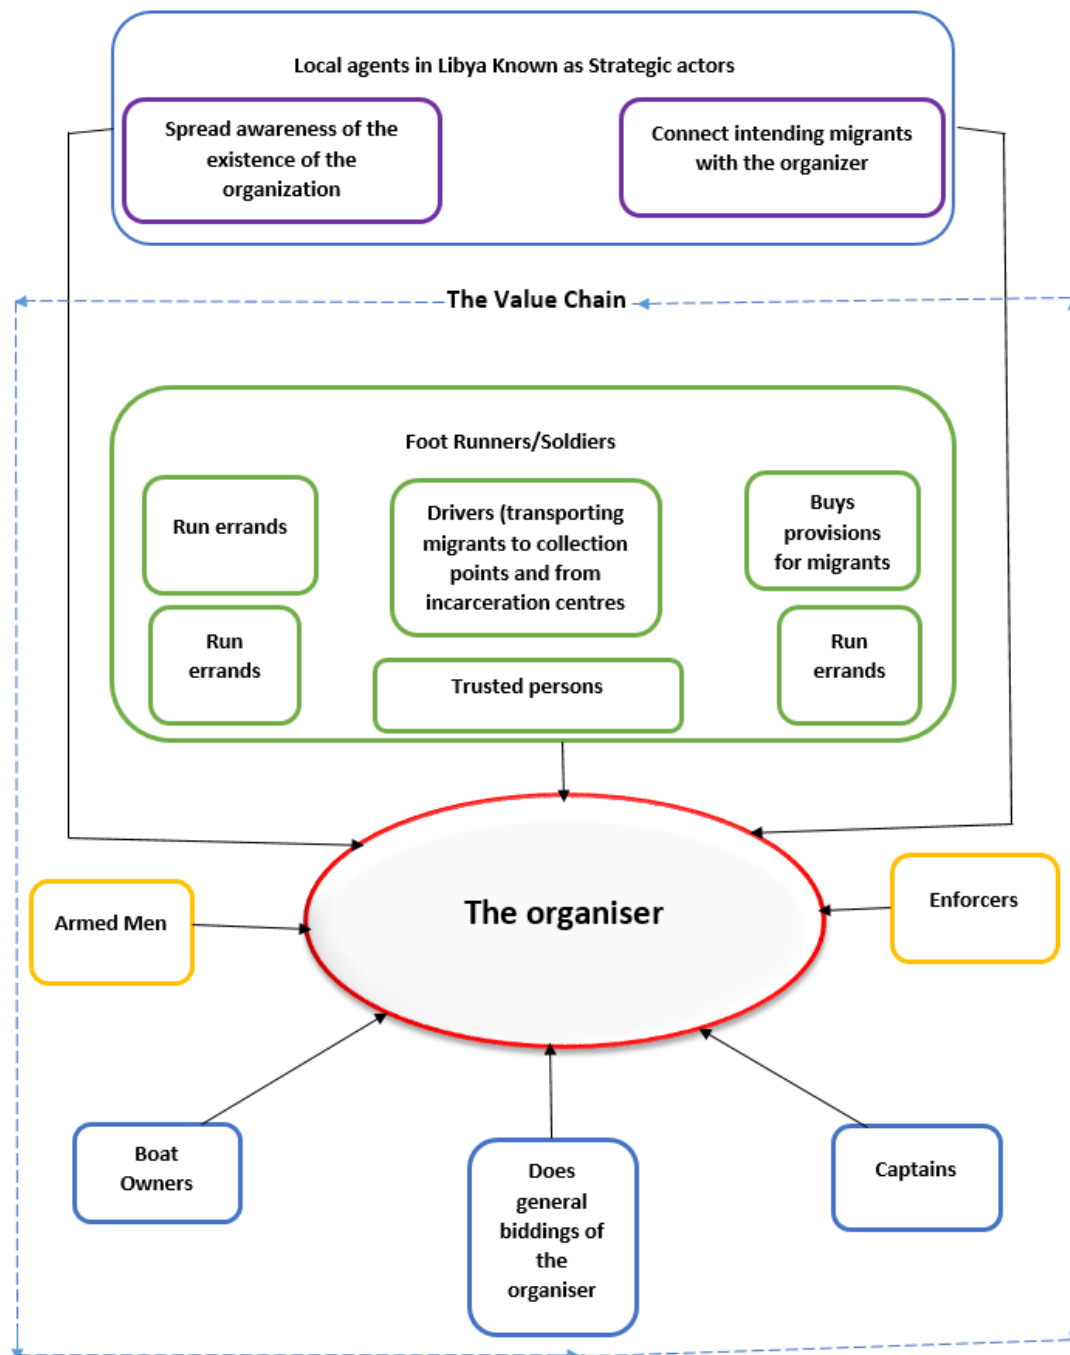 Local agents in Libya Known as Strategic actors
Spread awareness of the
existence of the
organization
Connect intending migrants
with the organizer
The Value Chain
Foot Runners/Soldiers
Run errands
Drivers (transporting
migrants to collection
points and from
incarceration centres
Buys
provisions
for migrants
Run
errands
Trusted persons
Run
errands
The organiser
Armed Men
Enforcers
Boat
Owners
Does
general
biddings of
the
organiser
Captains